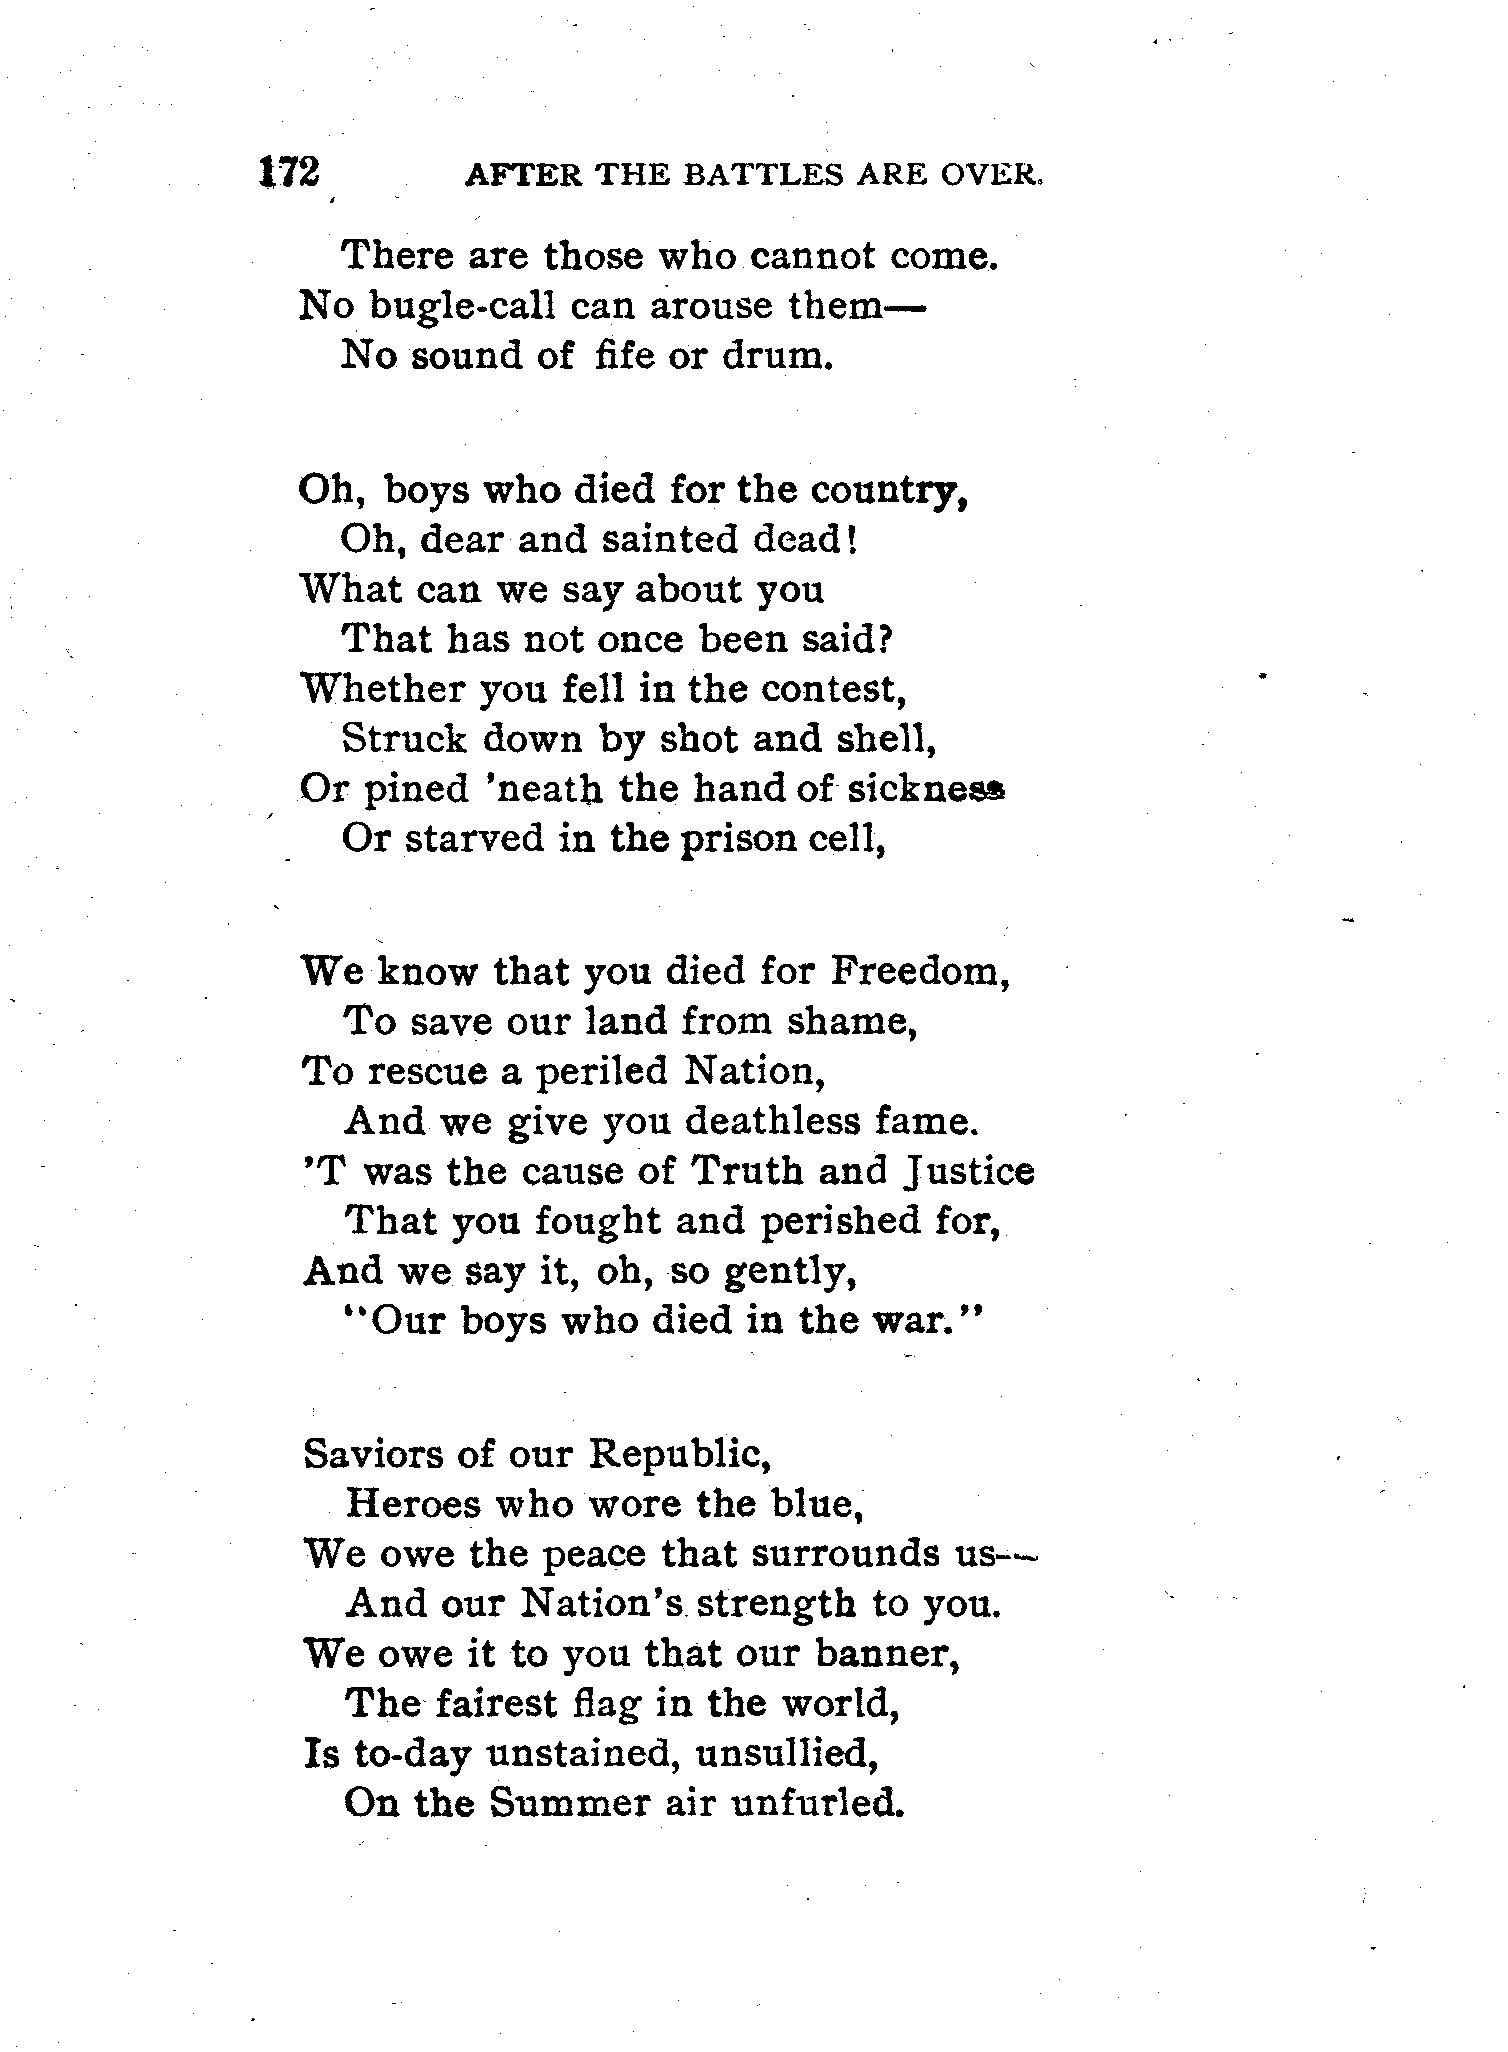 172 AFTER THE BATTLES ARE OVER.
There are those who cannot come.
No bugle-call can arouse them—
No sound of fife or drum.
Oh, boys who died for the country,
Oh, dear and sainted dead!
What can we say about you
That has not once been said?
Whether you fell in the contest,
Struck down by shot and shell,
Or pined 'neath the hand of sickness
Or starved in the prison cell,
We know that you died for Freedom,
To save our land from shame,
To rescue a periled Nation,
And we give you deathless fame.
'T was the cause of Truth and Justice
That you fought and perished for,
And we say it, oh, so gently,
"Our boys who died in the war."
Saviors of our Republic,
Heroes who wore the blue,
We owe the peace that surrounds us—
And our Nation's strength to you.
We owe it to you that our banner,
The fairest flag in the world,
Is to-day unstained, unsullied,
On the Summer air unfurled.